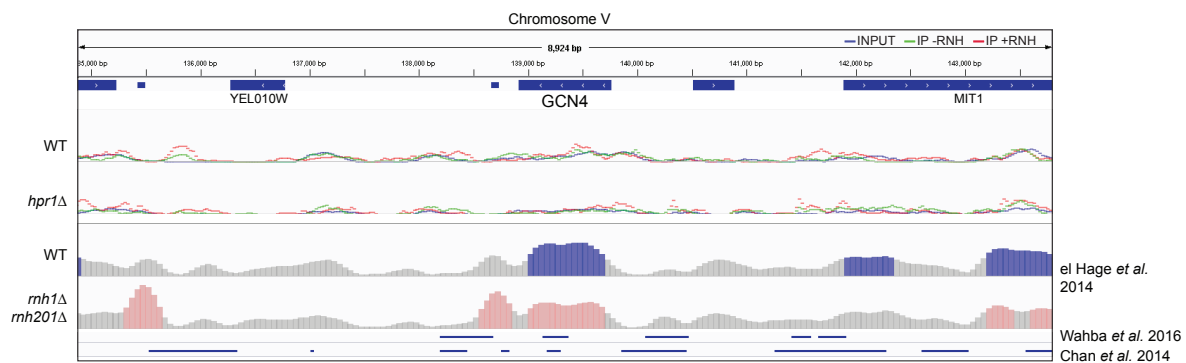 Chromosome V
8,924 bp
INPUT IP -RNH IP +RNH
35,000 bp 136,000 bp 137,000 bp 138,000 bp 139,000 bp 140,000 bp 141,000 bp 142,000 bp 143,000 bp
YEL010W GCN4 MIT1
WT
hpr1Δ
WT
el Hage et al.
2014
rnh1Δ
rnh201Δ
Wahba et al. 2016
Chan et al. 2014